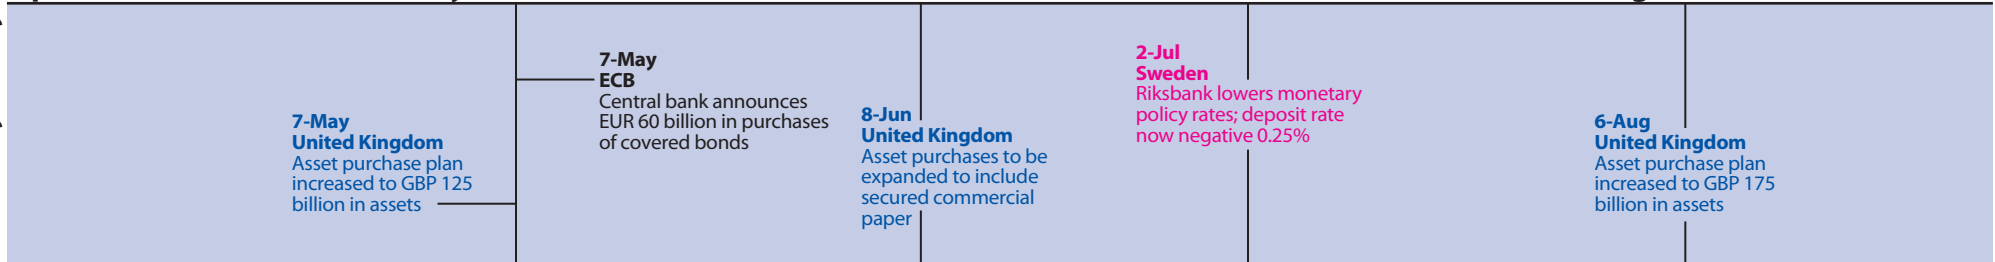 7-May
United Kingdom
Asset purchase plan
increased to GBP 125
billion in assets
7-May
ECB
Central bank announces
EUR 60 billion in purchases
of covered bonds
8-Jun
United Kingdom
Asset purchases to be
expanded to include
secured commercial
paper
2-Jul
Sweden
Riksbank lowers monetary
policy rates; deposit rate
now negative 0.25%
6-Aug
United Kingdom
Asset purchase plan
increased to GBP 175
billion in assets